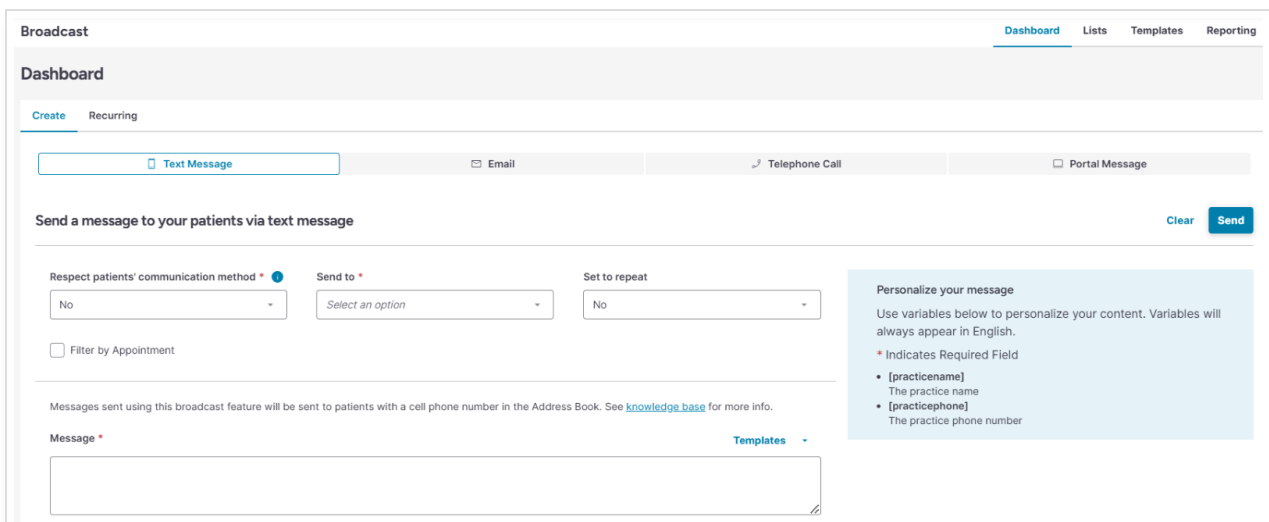 Broadcast
Dashboard Lists Templates Reporting
Dashboard
Create Recurring
Text Message Email Telephone Call Portal Message
Send a message to your patients via text message
Clear Send
Respect patients' communication method * i Send to * Set to repeat
No Select an option No
Filter by Appointment
Messages sent using this broadcast feature will be sent to patients with a cell phone number in the Address Book. See knowledge base for more info.
Message * Templates
Personalize your message
Use variables below to personalize your content. Variables will
always appear in English.
* Indicates Required Field
• [practicename]
The practice name
• [practicephone]
The practice phone number